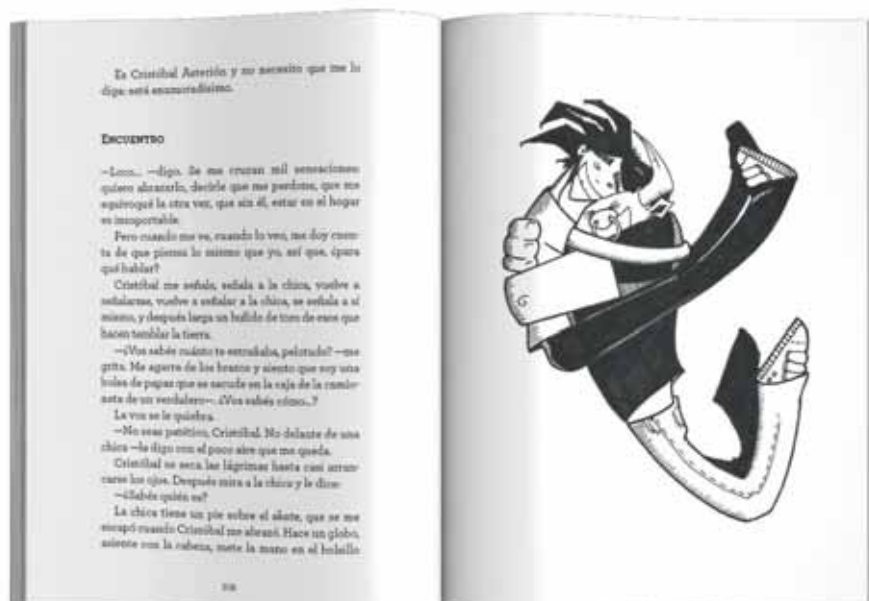 Es Cristóbal Asterión y no necesito que me lo
diga: está enamoradísimo.
ENCUENTRO
—Loco... —digo. Se me cruzan mil sensaciones:
quiero abrazarlo, decirle que me perdone, que me
equivoqué la otra vez, que sin él, estar en el hogar
es insoportable.
Pero cuando me ve, cuando lo veo, me doy cuen-
ta de que piensa lo mismo que yo, así que, ¿para
qué hablar?
Cristóbal me señala, señala a la chica, vuelve a
señalarme, vuelve a señalar a la chica, se señala a sí
mismo, y después larga un bufido de toro de esos que
hacen temblar la tierra.
—¿Vos sabés cuánto te extrañaba, pelotudo? —me
grita. Me agarra de los brazos y siento que soy una
bolsa de papas que se sacude en la caja de la camio-
neta de un verdulero—. ¿Vos sabés cómo...?
La voz se le quiebra.
—No seas patético, Cristóbal. No delante de una
chica —le digo con el poco aire que me queda.
Cristóbal se seca las lágrimas hasta casi arran-
carse los ojos. Después mira a la chica y le dice:
—¿Sabés quién es?
La chica tiene un pie sobre el skate, que se me
escapó cuando Cristóbal me abrazó. Hace un globo,
asiente con la cabeza, mete la mano en el bolsillo